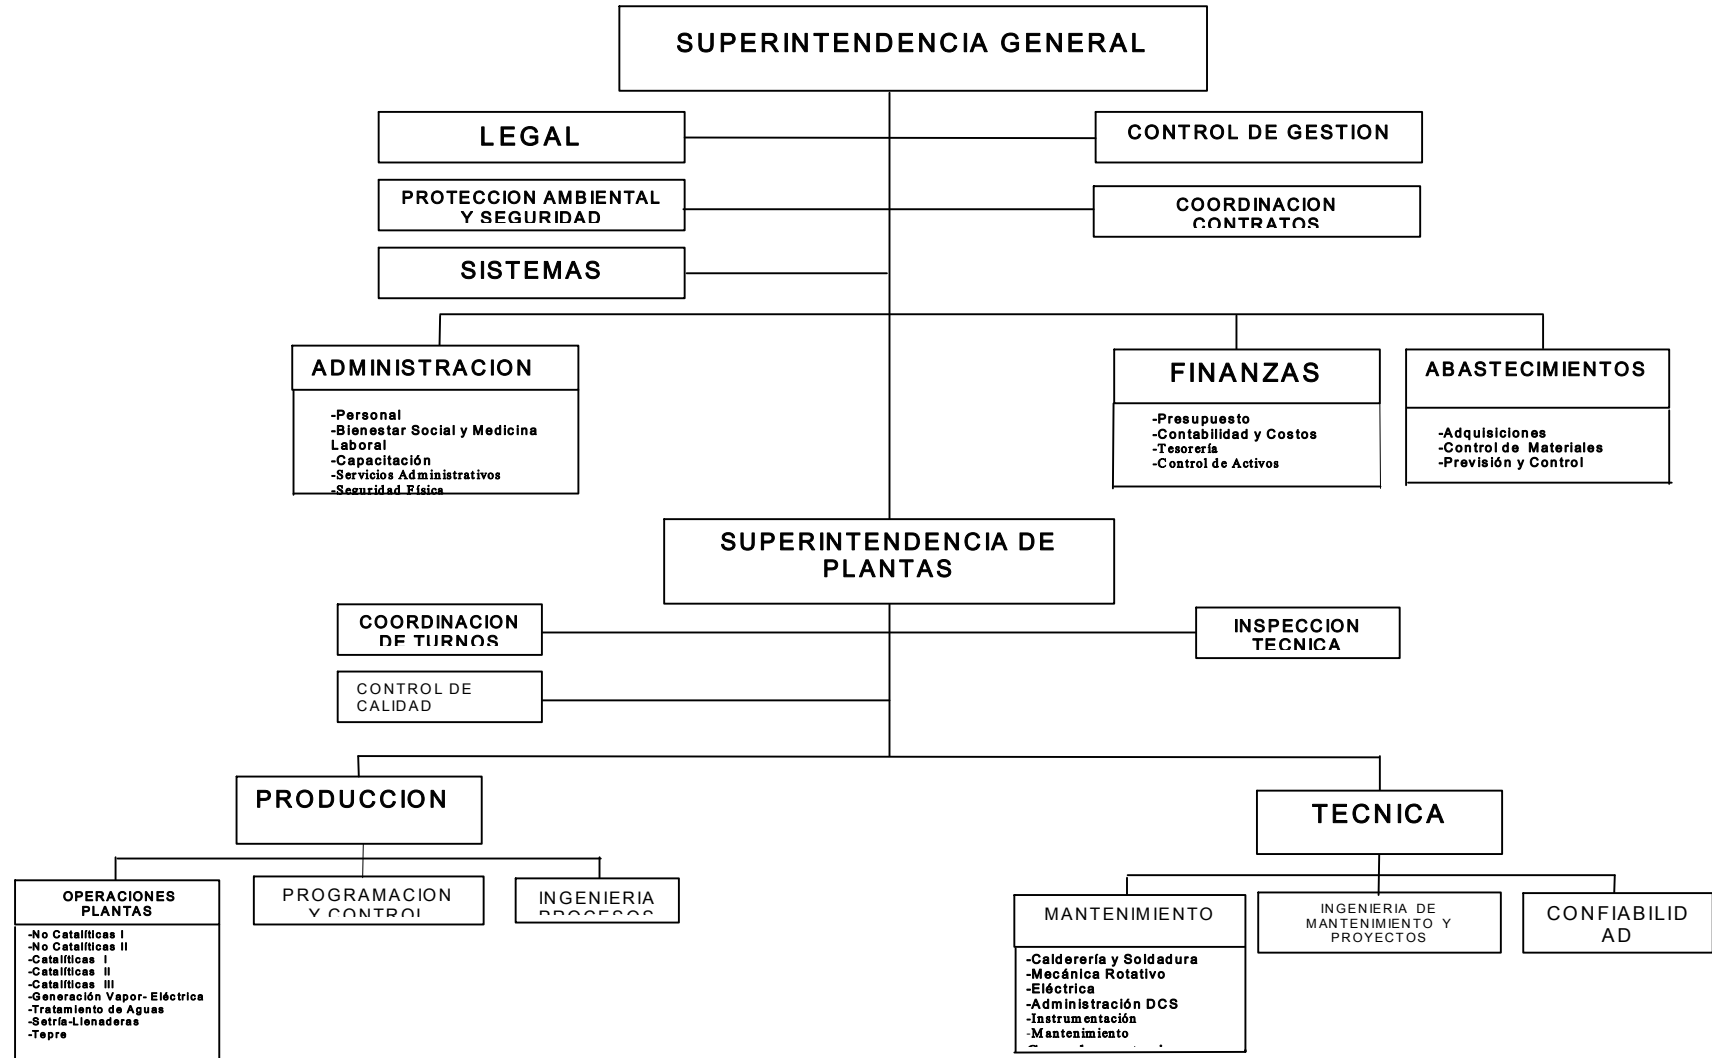 SUPERINTENDENCIA GENERAL
LEGAL
CONTROL DE GESTION
PROTECCION AMBIENTAL
Y SEGURIDAD
COORDINACION
CONTRATOS
SISTEMAS
ADMINISTRACION
-Personal
-Bienestar Social y Medicina
Laboral
-Capacitación
-Servicios Administrativos
-Seguridad Física
FINANZAS
-Presupuesto
-Contabilidad y Costos
-Tesorería
-Control de Activos
ABASTECIMIENTOS
-Adquisiciones
-Control de Materiales
-Previsión y Control
SUPERINTENDENCIA DE
PLANTAS
COORDINACION
DE TURNOS
INSPECCION
TECNICA
CONTROL DE
CALIDAD
PRODUCCION
TECNICA
OPERACIONES
PLANTAS
-No Catalíticas I
-No Catalíticas II
-Catalíticas I
-Catalíticas II
-Catalíticas III
-Generación Vapor- Eléctrica
-Tratamiento de Aguas
-Setría-Llenaderas
-Tepre
PROGRAMACION
Y CONTROL
INGENIERIA
PROCESOS
MANTENIMIENTO
-Calderería y Soldadura
-Mecánica Rotativo
-Eléctrica
-Administración DCS
-Instrumentación
-Mantenimiento
INGENIERIA DE
MANTENIMIENTO Y
PROYECTOS
CONFIABILID
AD